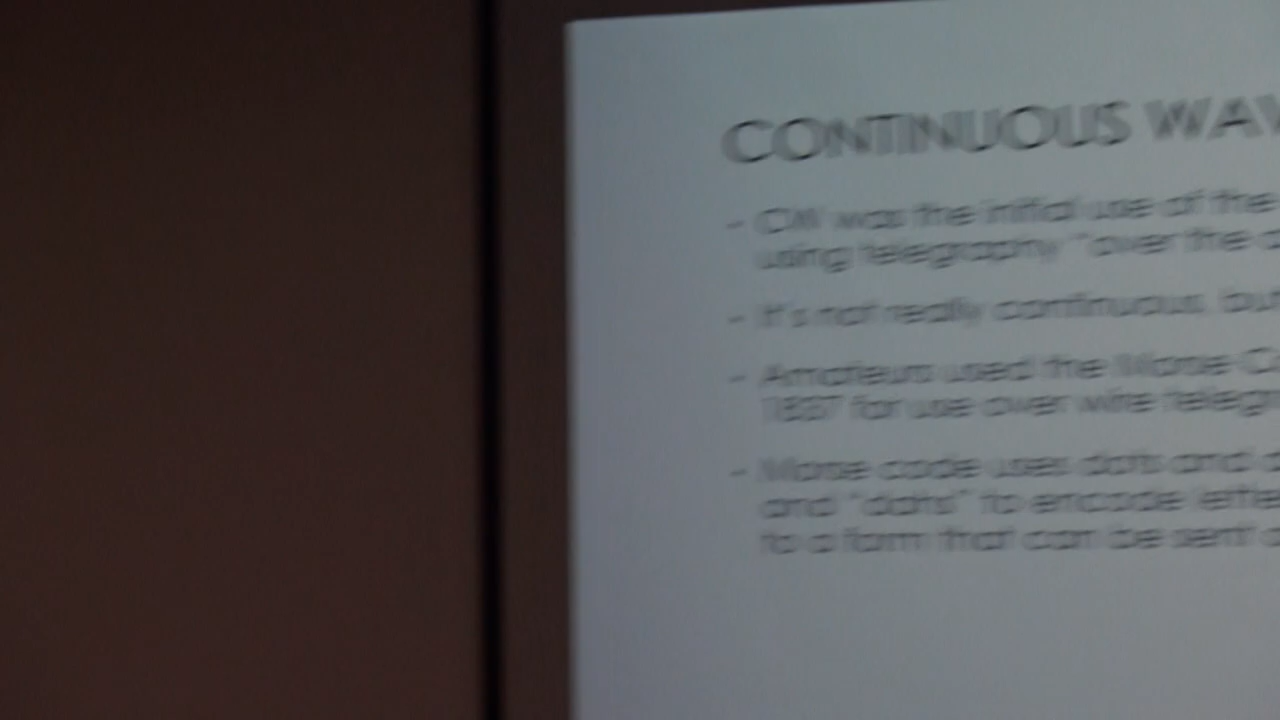 CONTINUOUS WAV
- CW was the initial use of the
using telegraphy "over the
- It's not really continuous, but
- Amateurs used the Morse
1837 for use over wire telegr
- Morse code uses dots and
and "dahs" to encode lette
to a form that can be sent